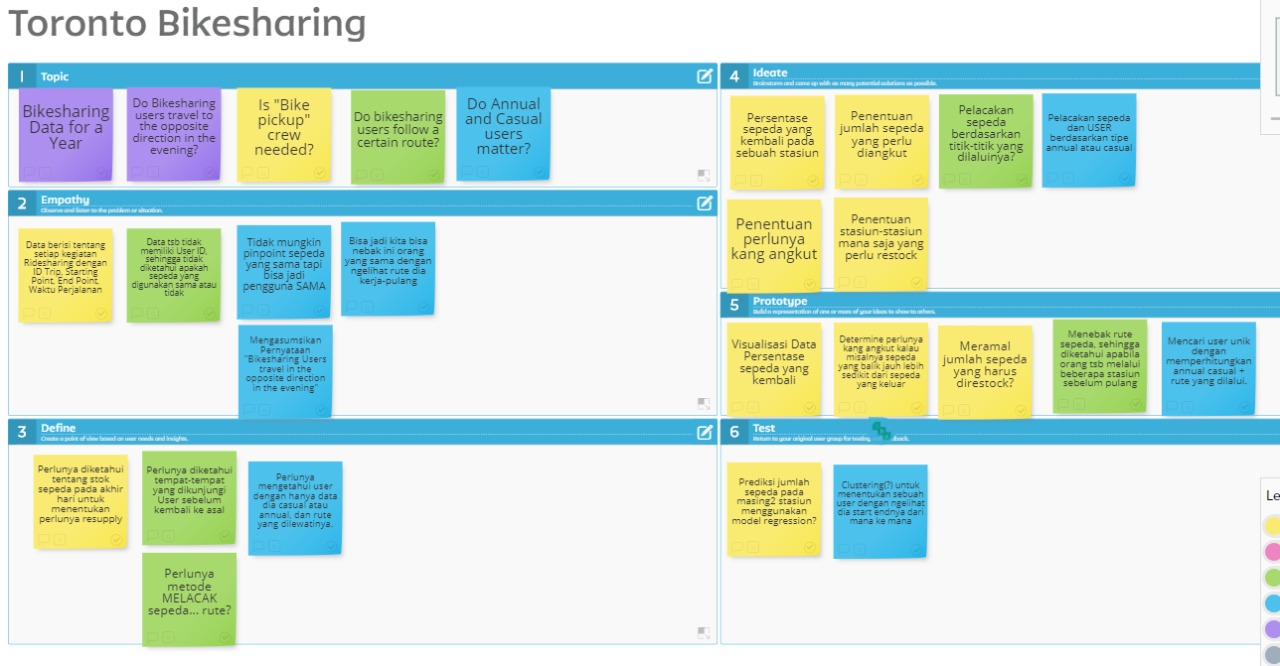 Toronto Bikesharing
1 Topic
Bikesharing
Data for a
Year
Do Bikesharing
users travel to
the opposite
direction in the
evening?
Is "Bike
pickup"
crew
needed?
Do bikesharing
users follow a
certain route?
Do Annual
and Casual
users
matter?
2 Empathy
Observe and listen to the problem or situation.
Data berisi tentang
setiap kegiatan
Ridesharing dengan
ID Trip, Starting
Point, End Point,
Waktu Perjalanan
Data tsb tidak
memiliki User ID,
sehingga tidak
diketahui apakah
sepeda yang
digunakan sama atau
tidak
Tidak mungkin
pinpoint sepeda
yang sama tapi
bisa jadi
pengguna SAMA
Bisa jadi kita bisa
nebak ini orang
yang sama dengan
ngelihat rute dia
kerja-pulang
Mengasumsikan
Pernyataan
"Bikesharing Users
travel in the
opposite direction
in the evening"
3 Define
Create a point of view based on user needs and insights.
Perlunya diketahui
tentang stok
sepeda pada akhir
hari untuk
menentukan
perlunya resupply
Perlunya diketahui
tempat-tempat
yang dikunjungi
User sebelum
kembali ke asal
Perlunya
mengetahui user
dengan hanya data
dia casual atau
annual, dan rute
yang dilewatinya.
Perlunya
metode
MELACAK
sepeda... rute?
4 Ideate
Brainstorm and come up with as many potential solutions as possible.
Persentase
sepeda yang
kembali pada
sebuah stasiun
Penentuan
jumlah sepeda
yang perlu
diangkut
Pelacakan
sepeda
berdasarkan
titik-titik yang
dilaluinya?
Pelacakan sepeda
dan USER
berdasarkan tipe
annual atau casual
Penentuan
perlunya
kang angkut
Penentuan
stasiun-stasiun
mana saja yang
perlu restock
5 Prototype
Build a representation of one or more of your ideas to show to others.
Visualisasi Data
Persentase
sepeda yang
kembali
Determine perlunya
kang angkut kalau
misalnya sepeda
yang balik jauh lebih
sedikit dari sepeda
yang keluar
Meramal
jumlah sepeda
yang harus
direstock?
Menebak rute
sepeda, sehingga
diketahui apabila
orang tsb melalui
beberapa stasiun
sebelum pulang
Mencari user unik
dengan
memperhitungkan
annual casual +
rute yang dilalui.
6 Test
Return to your original user group for testing
Prediksi jumlah
sepeda pada
masing2 stasiun
menggunakan
model regression?
Clustering(?) untuk
menentukan sebuah
user dengan ngelihat
dia start endnya dari
mana ke mana
Le